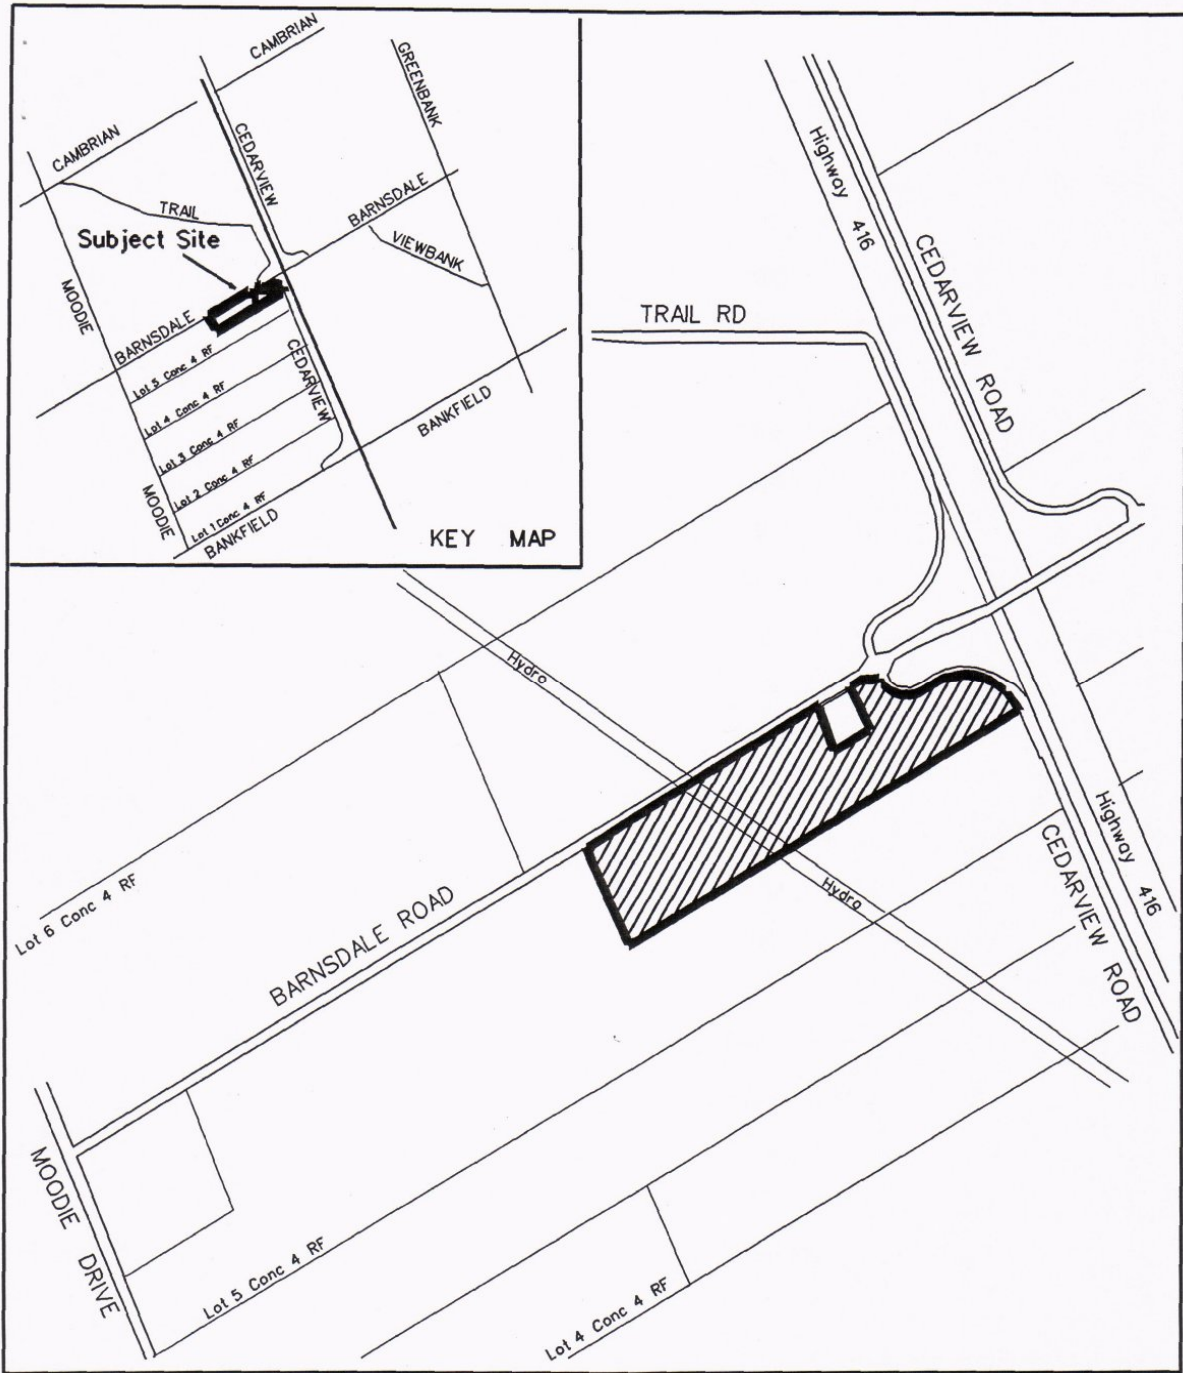 CAMBRIAN
GREENBANK
CAMBRIAN
CEDARVIEW
TRAIL
BARNSDALE
Subject Site
VIEWBANK
MOODIE
BARNSDALE
Lot 5 Conc 4 RF
CEDARVIEW
Lot 4 Conc 4 RF
Lot 3 Conc 4 RF
BANKFIELD
Lot 2 Conc 4 RF
MOODIE
Lot 1 Conc 4 RF
BANKFIELD
KEY MAP
Highway 416
CEDARVIEW ROAD
TRAIL RD
Hydro
Hydro
Highway 416
CEDARVIEW ROAD
Lot 6 Conc 4 RF
BARNSDALE ROAD
MOODIE DRIVE
Lot 5 Conc 4 RF
Lot 4 Conc 4 RF